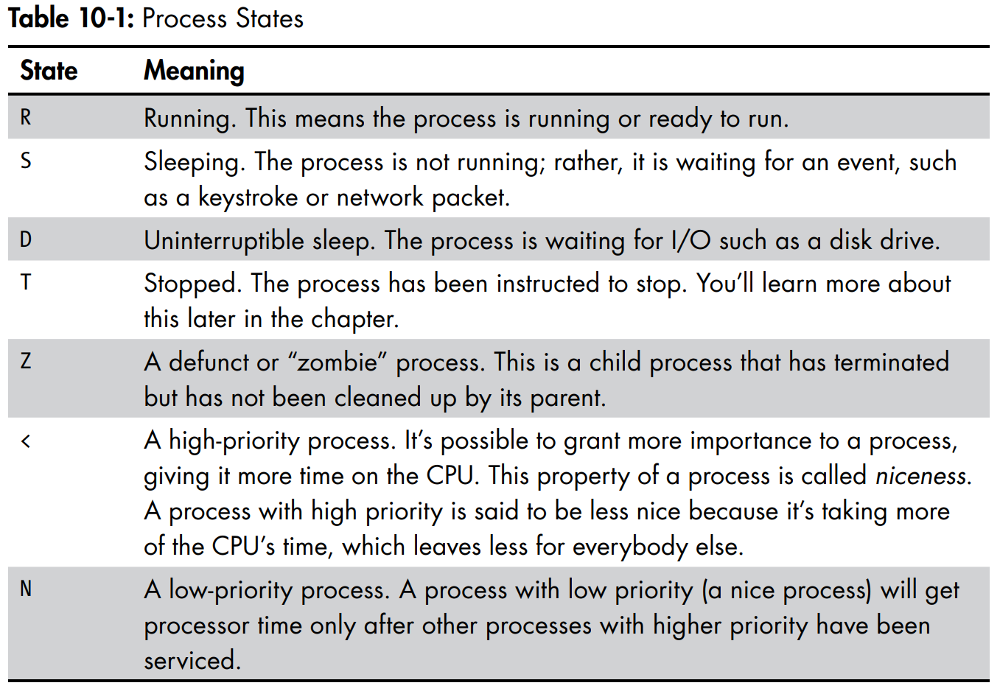 Table 10-1: Process States
State Meaning
R Running. This means the process is running or ready to run.
S Sleeping. The process is not running; rather, it is waiting for an event, such
as a keystroke or network packet.
D Uninterruptible sleep. The process is waiting for I/O such as a disk drive.
T Stopped. The process has been instructed to stop. You’ll learn more about
this later in the chapter.
Z A defunct or “zombie” process. This is a child process that has terminated
but has not been cleaned up by its parent.
< A high-priority process. It’s possible to grant more importance to a process,
giving it more time on the CPU. This property of a process is called niceness.
A process with high priority is said to be less nice because it’s taking more
of the CPU’s time, which leaves less for everybody else.
N A low-priority process. A process with low priority (a nice process) will get
processor time only after other processes with higher priority have been
serviced.